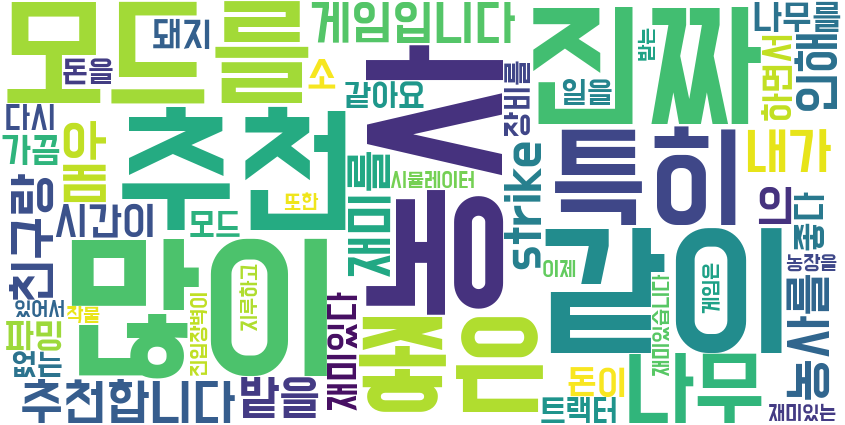 모드를
돼지
게임입니다
나무를
돈을
소
진짜
받는
하면서
인해
같아요
일을
장비를
다시
가끔
아
몸
추천
농사
특히
내가
를
재미
시뮬레이터
strike
친구랑
시간이
또한
모드
의
좋다
많이
지루하고
같이
이제
게임은
농장을
농사를
있어서
작물
진입장벽이
재미있다
재미있습니다
파밍
없는
좋은
추천합니다
밭을
돈이
트랙터
나무
재미있는